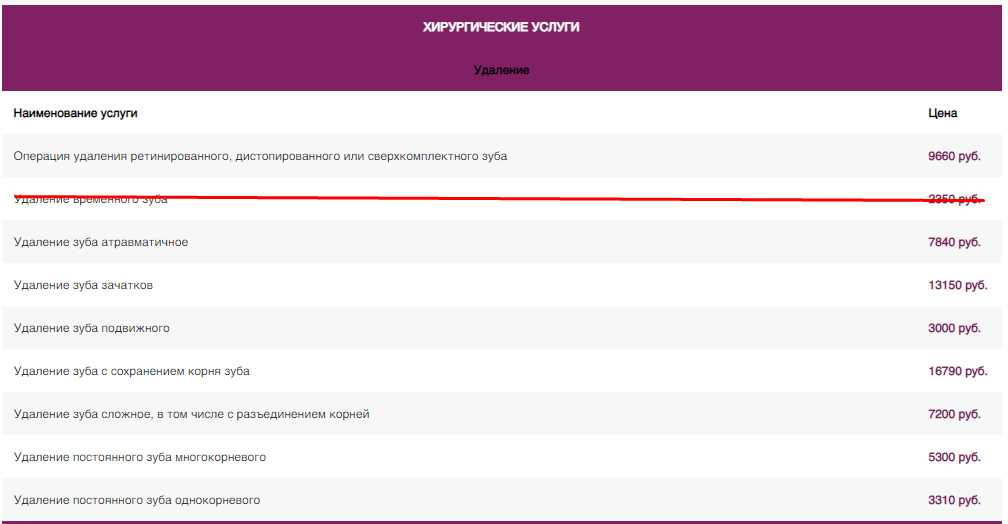 ХИРУРГИЧЕСКИЕ УСЛУГИ
Удаление
Наименование услуги Цена
Операция удаления ретинированного, дистопированного или сверхкомплектного зуба 9660 руб.
Удаление временного зуба 2350 руб.
Удаление зуба атравматичное 7840 руб.
Удаление зуба зачатков 13150 руб.
Удаление зуба подвижного 3000 руб.
Удаление зуба с сохранением корня зуба 16790 руб.
Удаление зуба сложное, в том числе с разъединением корней 7200 руб.
Удаление постоянного зуба многокорневого 5300 руб.
Удаление постоянного зуба однокорневого 3310 руб.